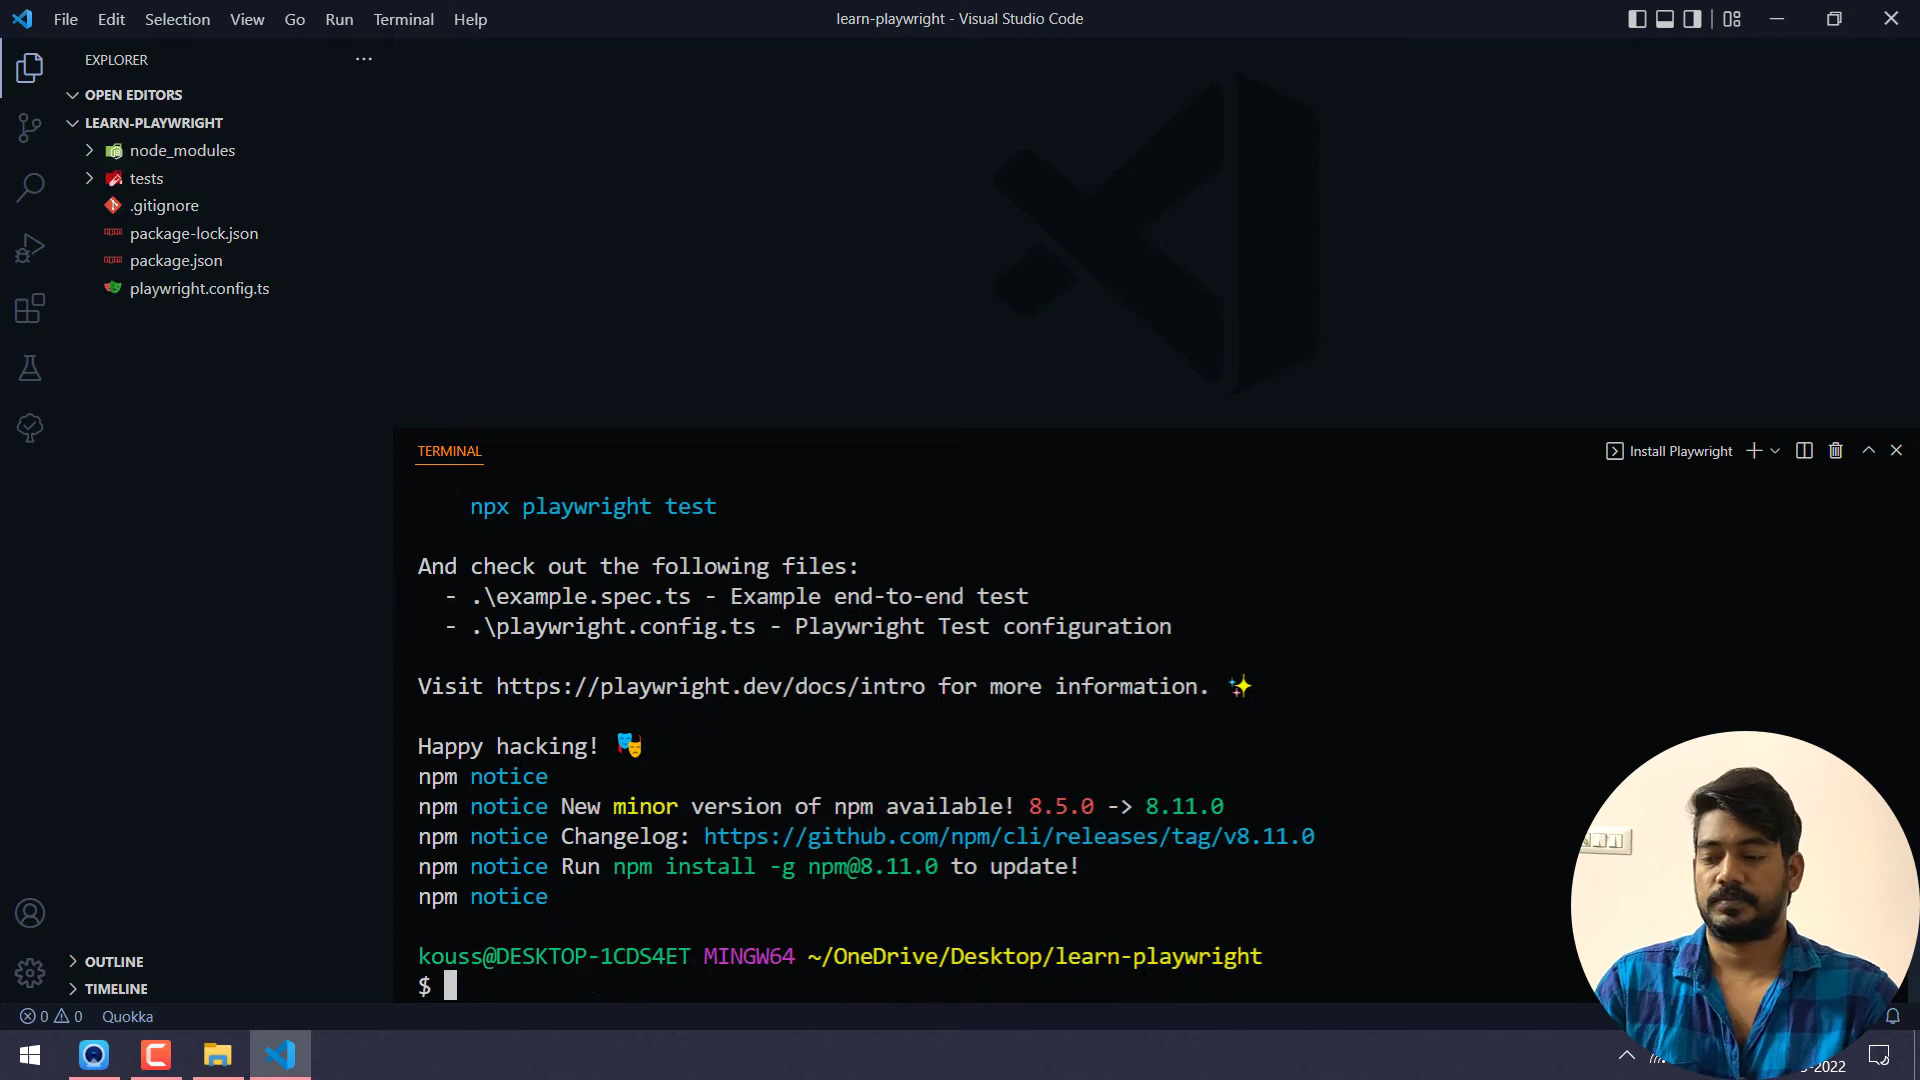 File Edit Selection View Go Run Terminal Help
learn-playwright - Visual Studio Code
EXPLORER
OPEN EDITORS
LEARN-PLAYWRIGHT
node_modules
tests
.gitignore
package-lock.json
package.json
playwright.config.ts
TERMINAL
Install Playwright
npx playwright test
And check out the following files:
- .\example.spec.ts - Example end-to-end test
- .\playwright.config.ts - Playwright Test configuration
Visit https://playwright.dev/docs/intro for more information. ✨
Happy hacking! 🎭
npm notice
npm notice New minor version of npm available! 8.5.0 -> 8.11.0
npm notice Changelog: https://github.com/npm/cli/releases/tag/v8.11.0
npm notice Run npm install -g npm@8.11.0 to update!
npm notice
kouss@DESKTOP-1CDS4ET MINGW64 ~/OneDrive/Desktop/learn-playwright
$
OUTLINE
TIMELINE
0 0 Quokka
-2022